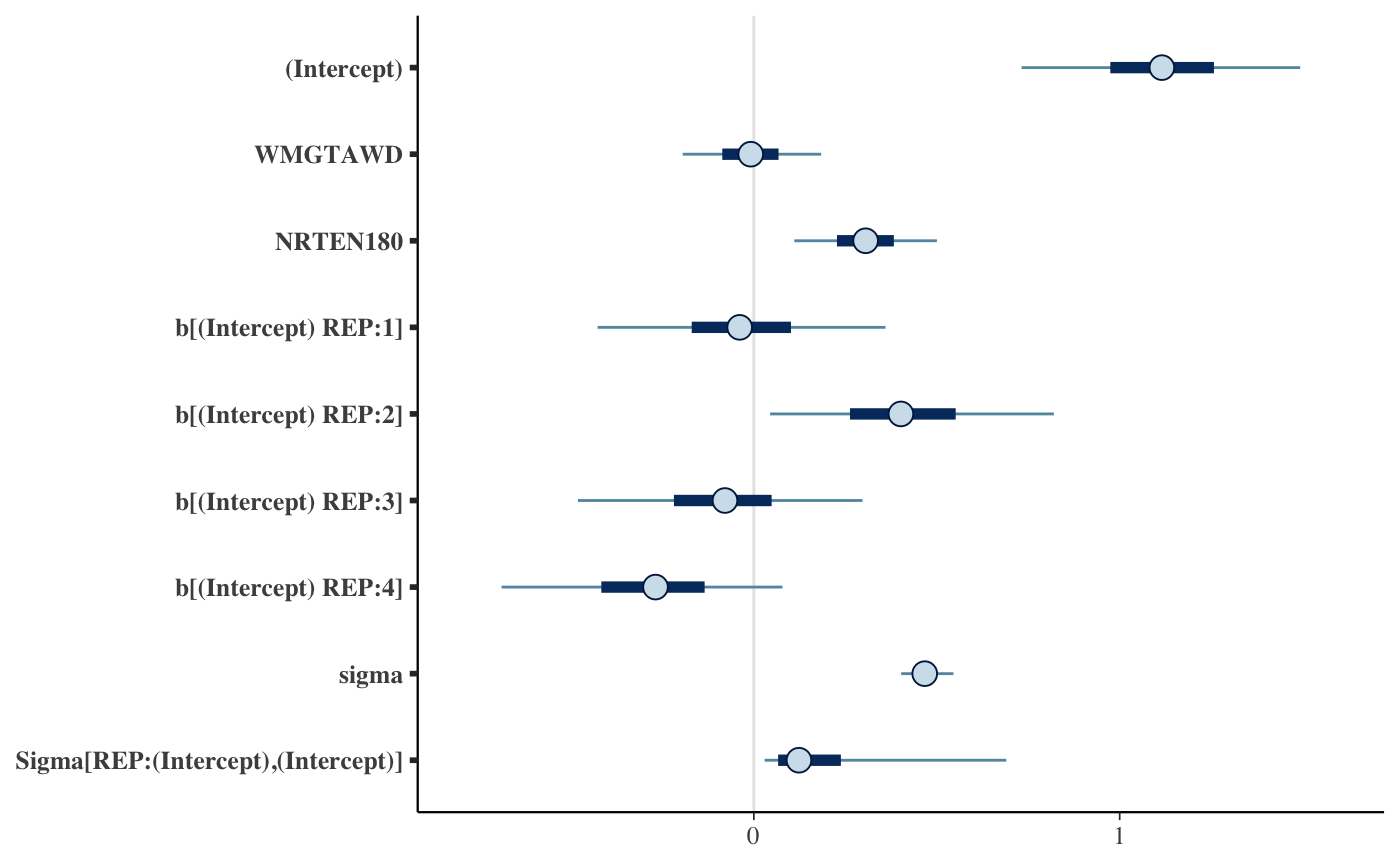 (Intercept)
WMGTAWD
NRTEN180
b[(Intercept) REP:1]
b[(Intercept) REP:2]
b[(Intercept) REP:3]
b[(Intercept) REP:4]
sigma
Sigma[REP:(Intercept),(Intercept)]
0 1